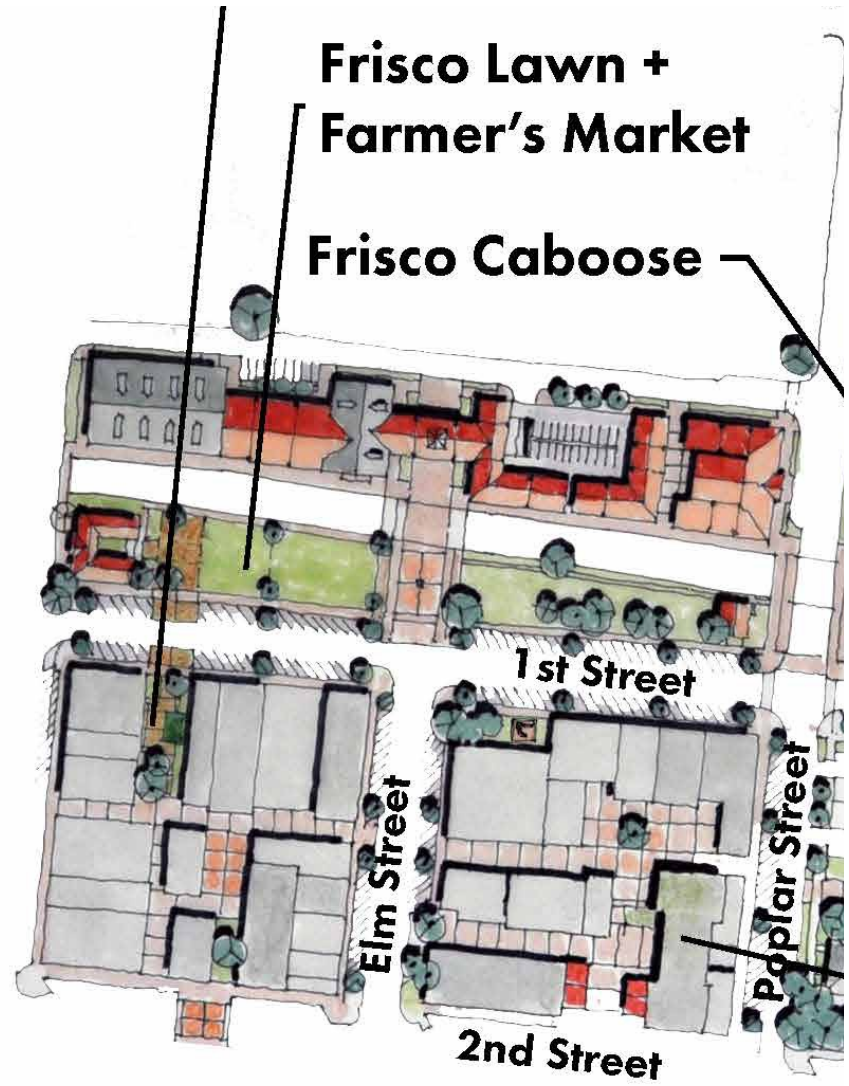 Frisco Lawn +
Farmer's Market
Frisco Caboose
1st Street
Elm Street
Poplar Street
2nd Street